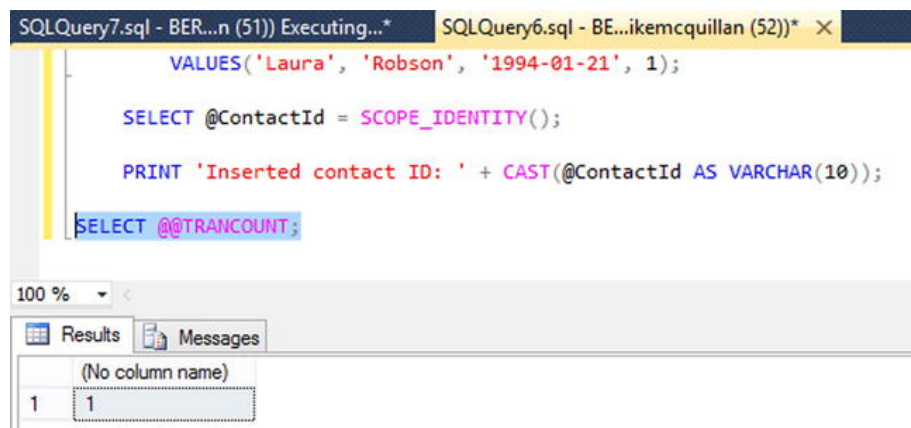 SQLQuery7.sql - BER...n (51)) Executing...* SQLQuery6.sql - BE...ikemcquillan (52))*
VALUES('Laura', 'Robson', '1994-01-21', 1);
SELECT @ContactId = SCOPE_IDENTITY();
PRINT 'Inserted contact ID: ' + CAST(@ContactId AS VARCHAR(10));
SELECT @@TRANCOUNT;
100 %
Results Messages
(No column name)
1 1